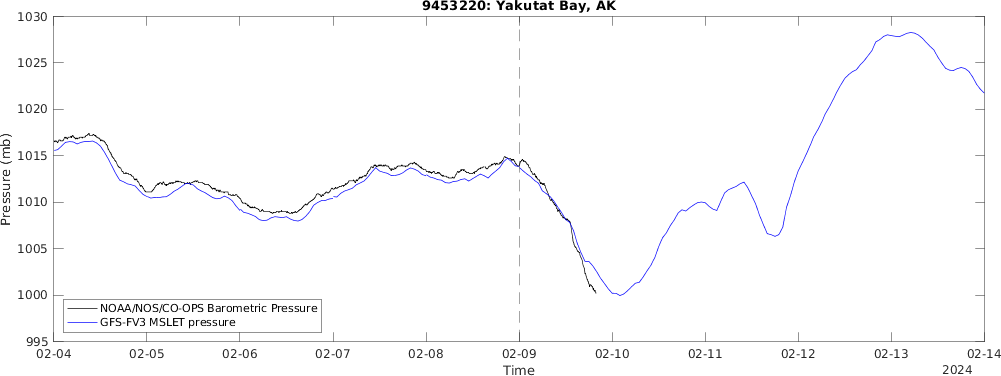 9453220: Yakutat Bay, AK
1030
1025
1020
1015
1010
1005
1000
995
Pressure (mb)
NOAA/NOS/CO-OPS Barometric Pressure
GFS-FV3 MSLET pressure
02-04 02-05 02-06 02-07 02-08 02-09 02-10 02-11 02-12 02-13 02-14
Time
2024